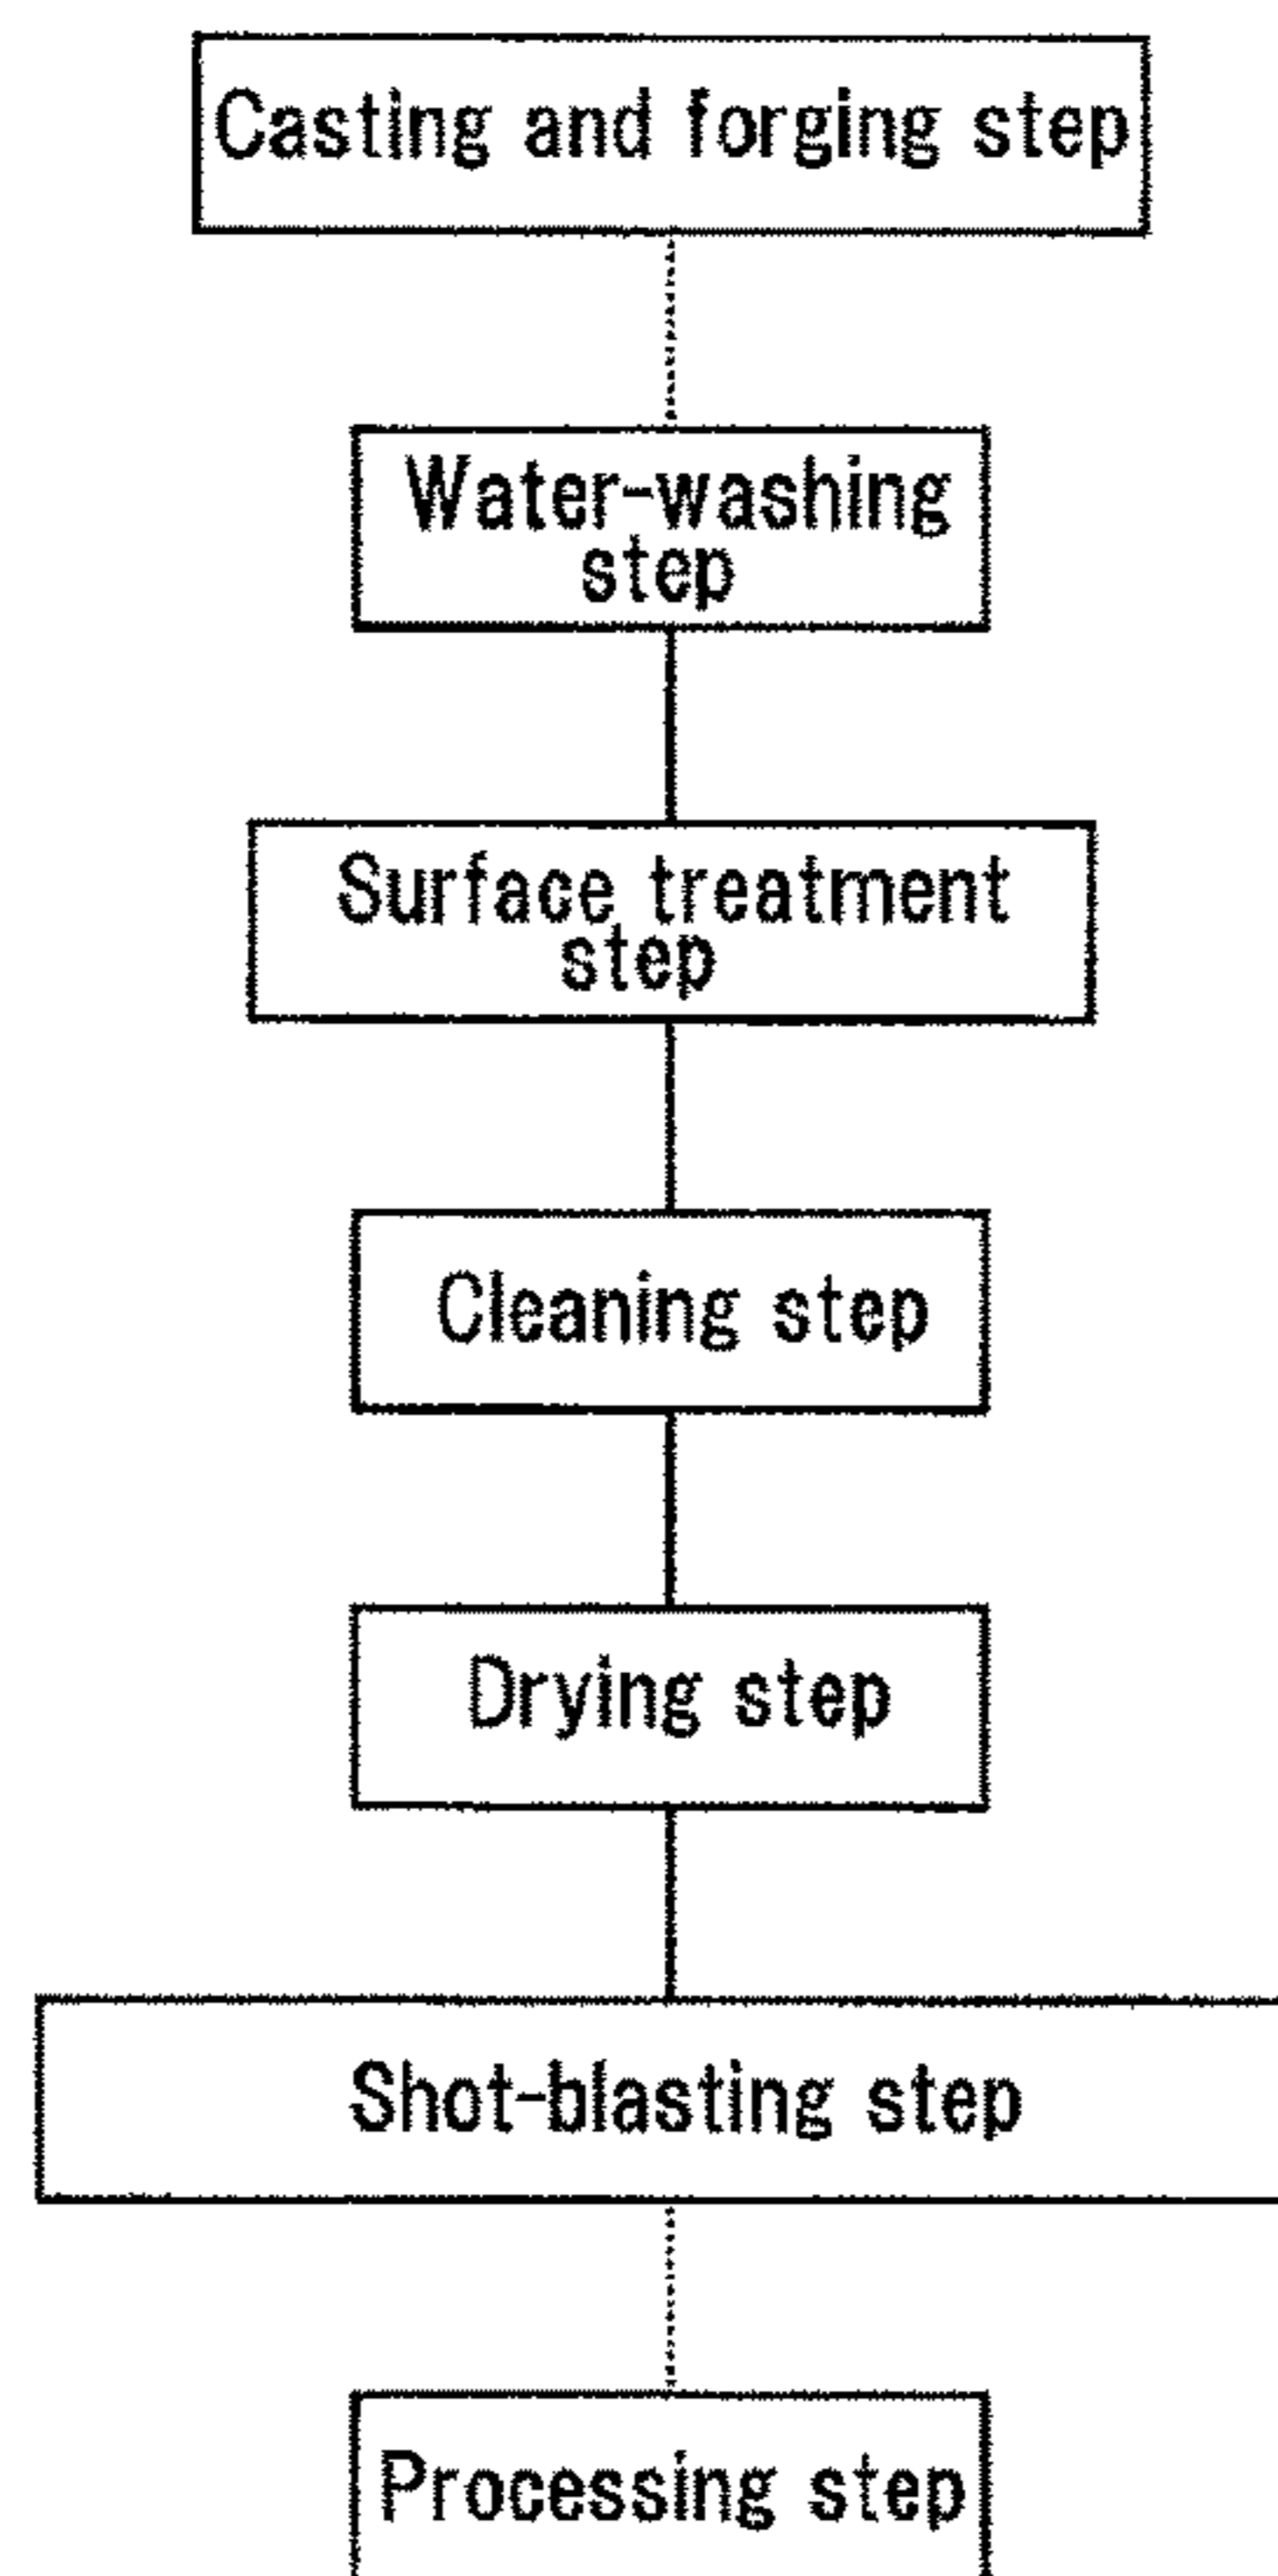 Casting and forging step
Water-washing
step
Surface treatment
step
Cleaning step
Drying step
Shot-blasting step
Processing step